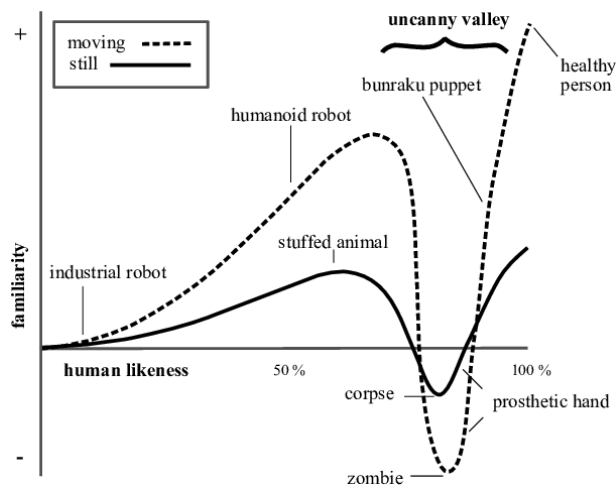 +
uncanny valley
moving
still
healthy
person
bunraku puppet
humanoid robot
stuffed animal
industrial robot
familiarity
human likeness
50 %
100 %
corpse
prosthetic hand
-
zombie